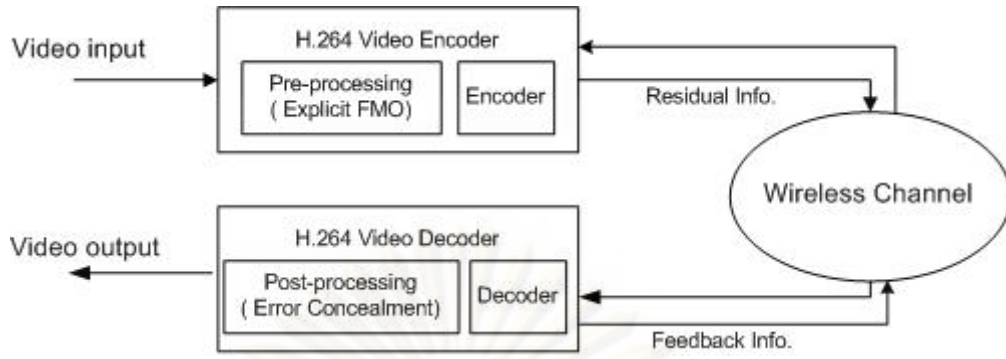 H.264 Video Encoder
Video input
Pre-processing
( Explicit FMO)
Encoder
Residual Info.
Wireless Channel
H.264 Video Decoder
Video output
Post-processing
( Error Concealment)
Decoder
Feedback Info.